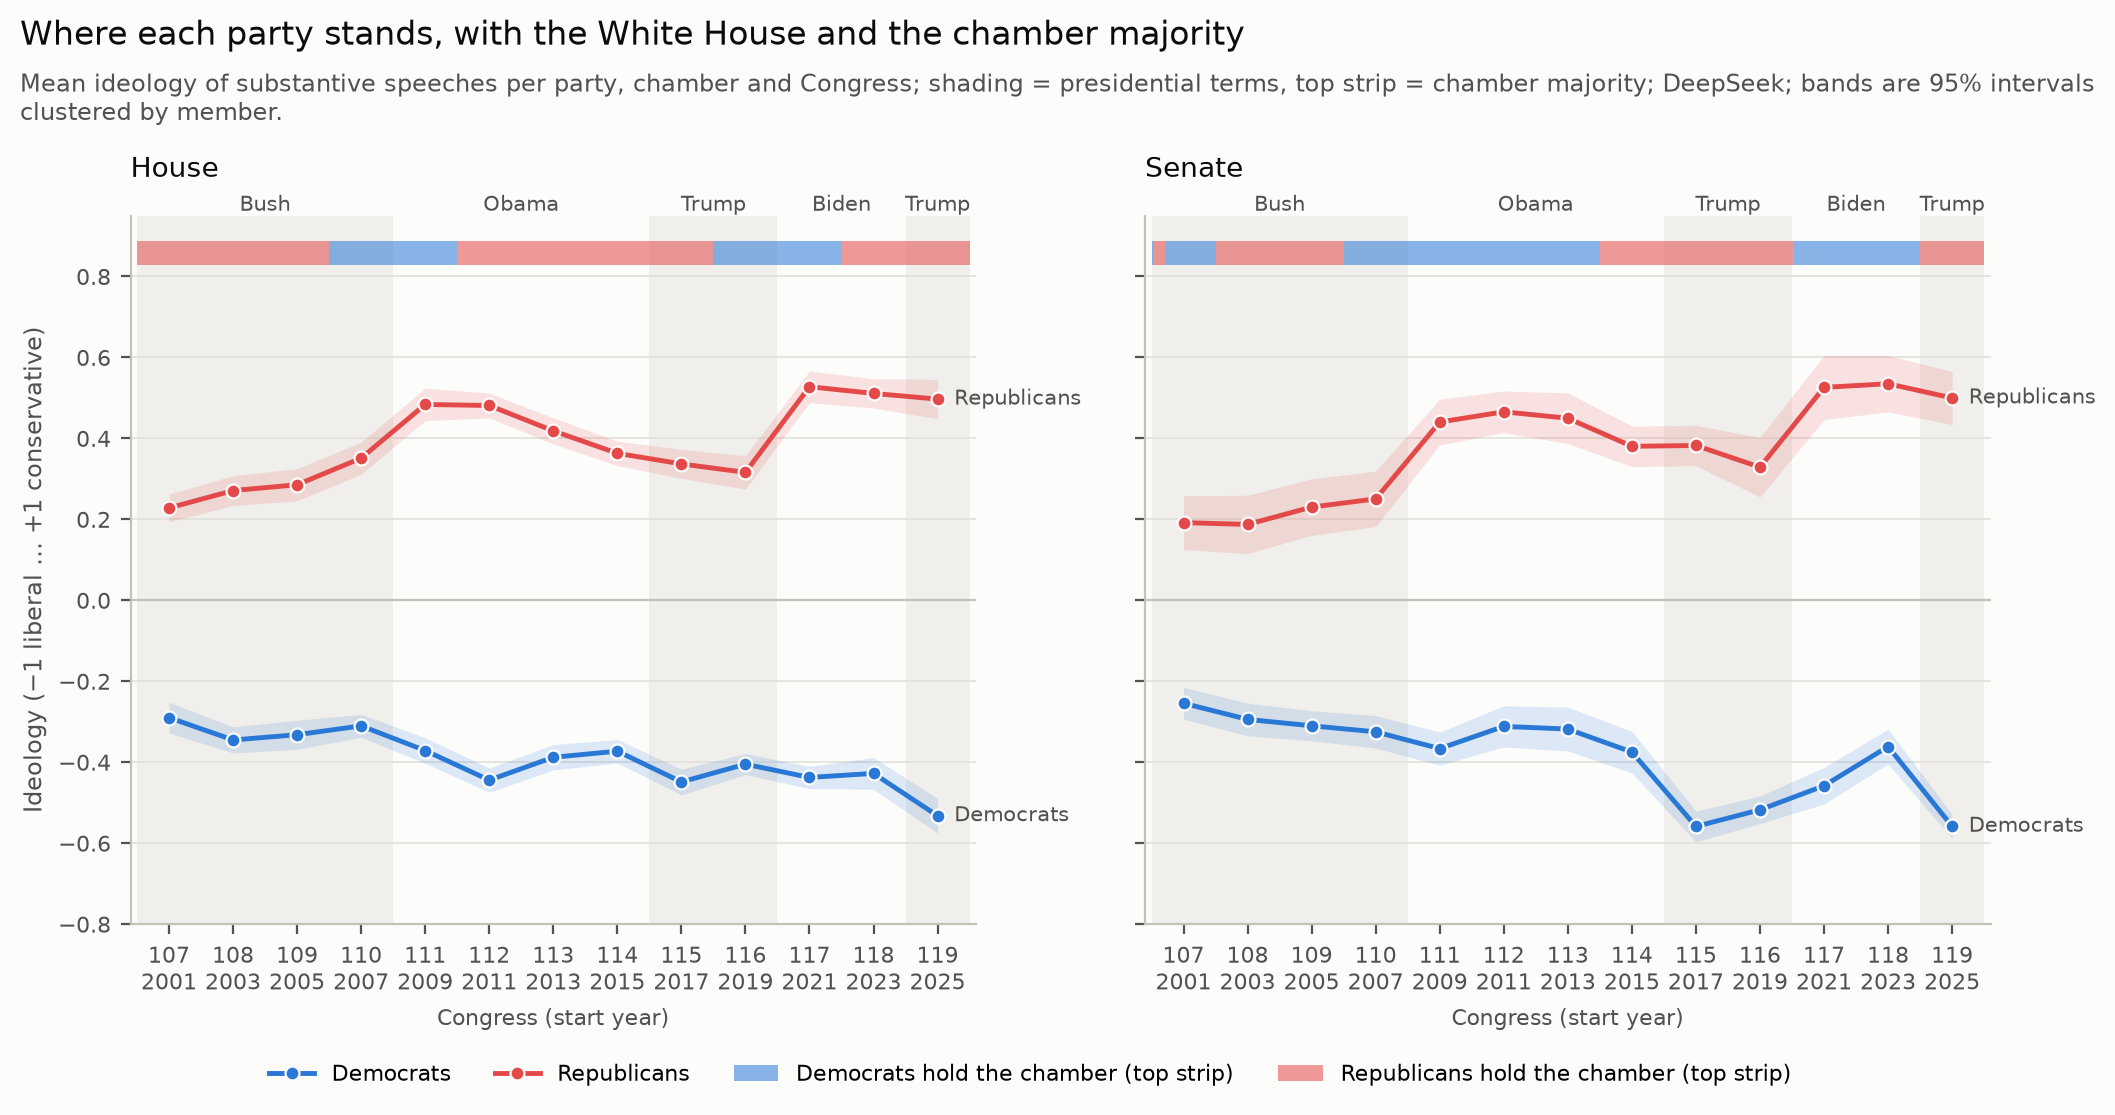 Where each party stands, with the White House and the chamber majority
Mean ideology of substantive speeches per party, chamber and Congress; shading = presidential terms, top strip = chamber majority; DeepSeek; bands are 95% intervals
clustered by member.
House
Bush Obama Trump Biden Trump
Ideology (−1 liberal ... +1 conservative)
0.8
0.6
0.4
0.2
0.0
−0.2
−0.4
−0.6
−0.8
Republicans
Democrats
107 108 109 110 111 112 113 114 115 116 117 118 119
2001 2003 2005 2007 2009 2011 2013 2015 2017 2019 2021 2023 2025
Congress (start year)
Senate
Bush Obama Trump Biden Trump
Republicans
Democrats
107 108 109 110 111 112 113 114 115 116 117 118 119
2001 2003 2005 2007 2009 2011 2013 2015 2017 2019 2021 2023 2025
Congress (start year)
Democrats Republicans Democrats hold the chamber (top strip) Republicans hold the chamber (top strip)